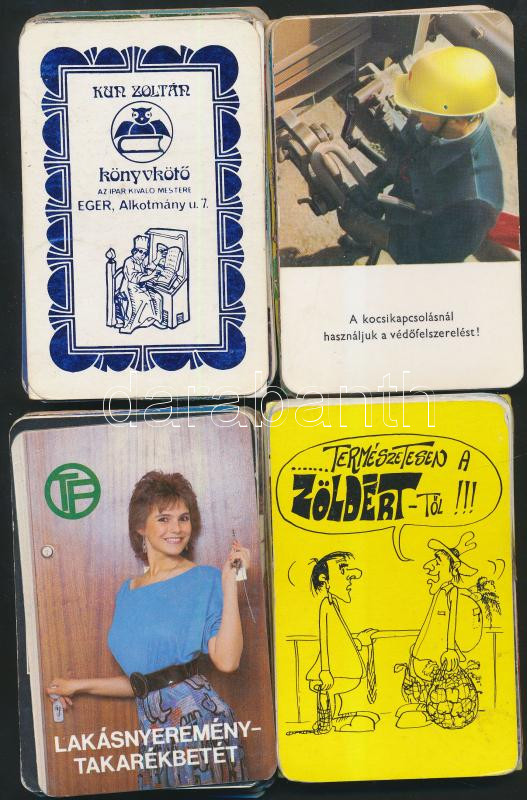 KUN ZOLTÁN
könyvkötő
AZ IPAR KIVÁLÓ MESTERE
EGER, Alkotmány u. 7.
A kocsikapcsolásnál
használjuk a védőfelszerelést!
darabanth
TF
LAKÁSNYEREMÉNY-
TAKARÉKBETÉT
......TERMÉSZETESEN A
ZÖLDÉRT-TŐL !!!